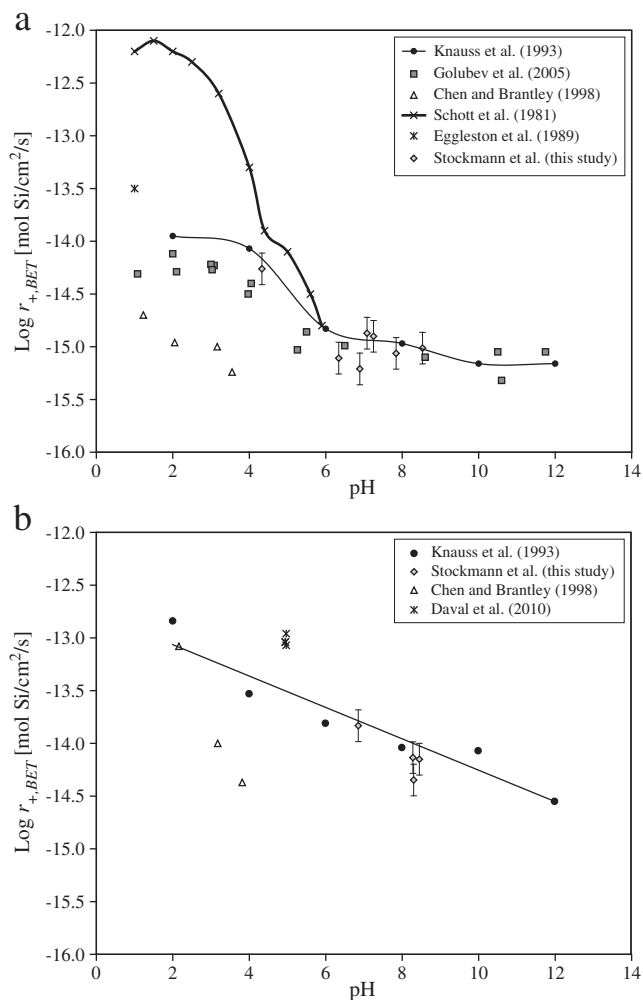 a
-12.0
-12.5
-13.0
-13.5
-14.0
-14.5
-15.0
-15.5
-16.0
Log r+,BET [mol Si/cm²/s]
Knauss et al. (1993)
Golubev et al. (2005)
Chen and Brantley (1998)
Schott et al. (1981)
Eggleston et al. (1989)
Stockmann et al. (this study)
0 2 4 6 8 10 12 14
pH
b
-12.0
-12.5
-13.0
-13.5
-14.0
-14.5
-15.0
-15.5
-16.0
Log r+,BET [mol Si/cm²/s]
Knauss et al. (1993)
Stockmann et al. (this study)
Chen and Brantley (1998)
Daval et al. (2010)
0 2 4 6 8 10 12 14
pH